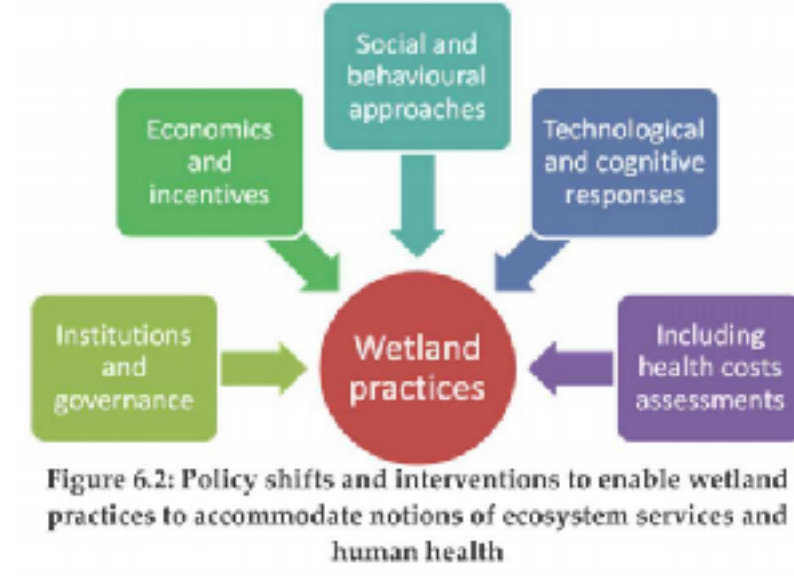 Social and
behavioural
approaches
Economics
and
incentives
Technological
and cognitive
responses
Institutions
and
governance
Wetland
practices
Including
health costs
assessments
Figure 6.2: Policy shifts and interventions to enable wetland
practices to accommodate notions of ecosystem services and
human health